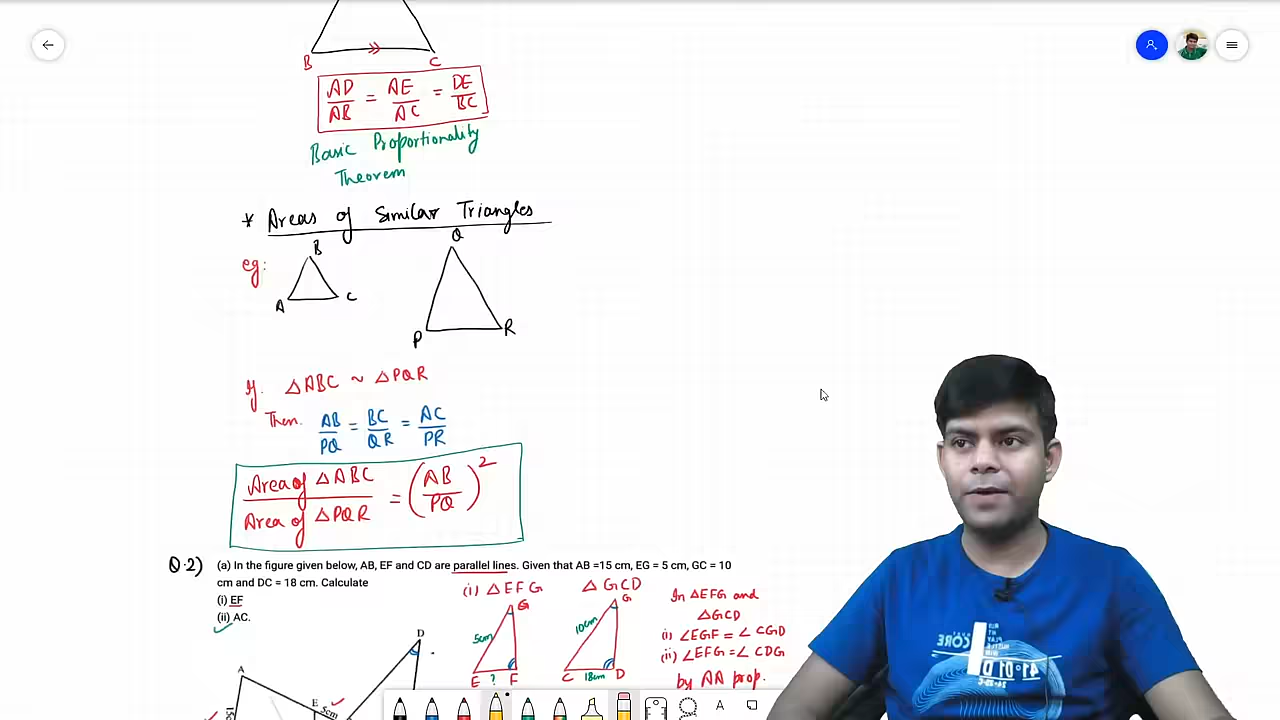 B
C
AD/AB = AE/AC = DE/BC
Basic Proportionality
Theorem
* Areas of Similar Triangles
eg:
B
A
C
Q
P
R
If. △ABC ~ △PQR
Then. AB/PQ = BC/QR = AC/PR
Area of △ABC / Area of △PQR = (AB/PQ)²
Q.2) (a) In the figure given below, AB, EF and CD are parallel lines. Given that AB =15 cm, EG = 5 cm, GC = 10
cm and DC = 18 cm. Calculate
(i) EF
(ii) AC.
(i) △EFG
△GCD
G
5cm
E
?
F
G
10cm
C
18cm
D
In △EFG and
△GCD
(i) ∠EGF = ∠CGD
(ii) ∠EFG = ∠CDG
by AA prop.
D
A
E
5cm
A